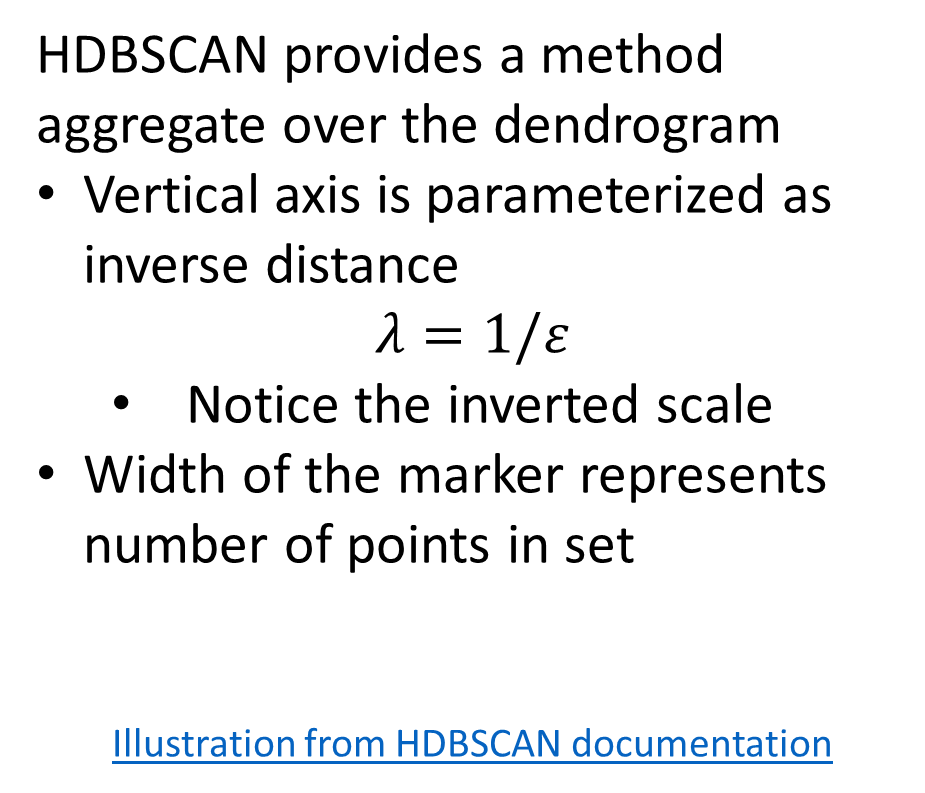 HDBSCAN provides a method
aggregate over the dendrogram
• Vertical axis is parameterized as
inverse distance
𝜆 = 1/𝜀
• Notice the inverted scale
• Width of the marker represents
number of points in set
Illustration from HDBSCAN documentation